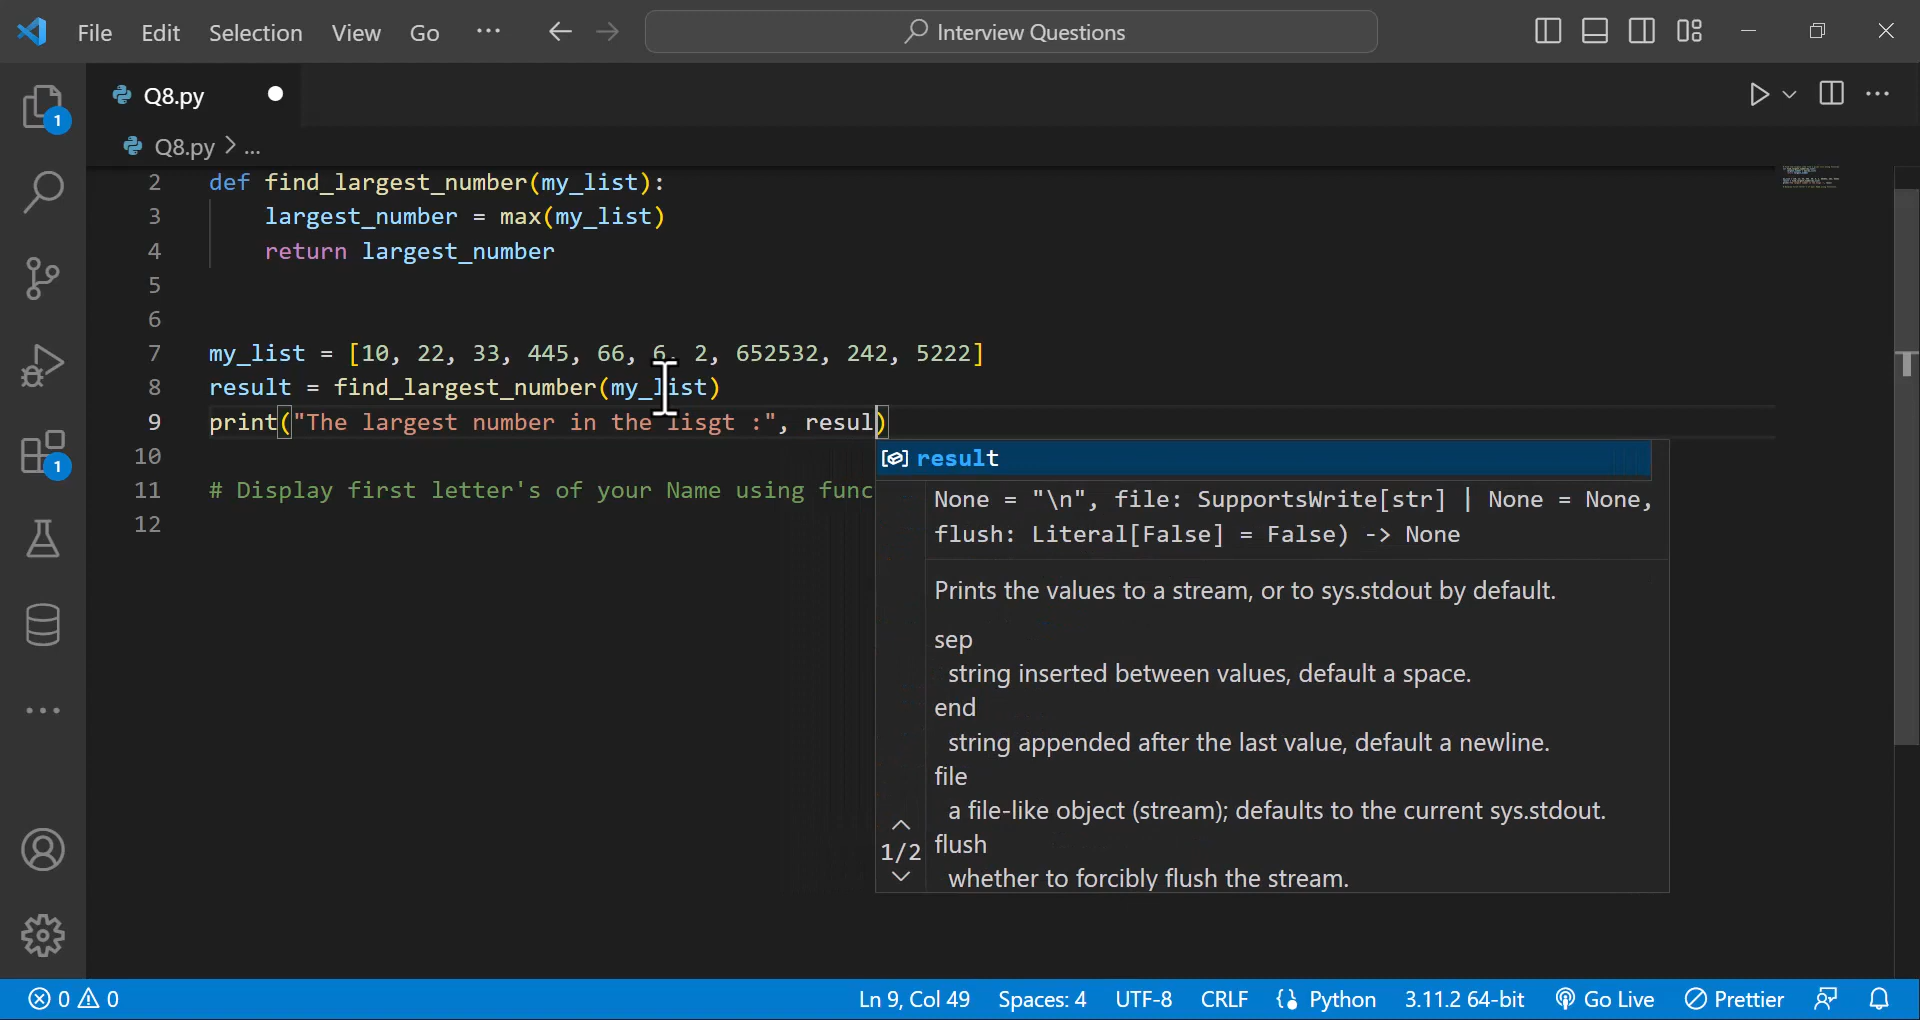 File Edit Selection View Go ··· Interview Questions
Q8.py
Q8.py > ...
1
2 def find_largest_number(my_list):
3 largest_number = max(my_list)
4 return largest_number
5
6
7 my_list = [10, 22, 33, 445, 66, 6, 2, 652532, 242, 5222]
8 result = find_largest_number(my_list)
9 print("The largest number in the lisgt :", resul)
10
11 # Display first letter's of your Name using func
12
result
None = "\n", file: SupportsWrite[str] | None = None,
flush: Literal[False] = False) -> None
Prints the values to a stream, or to sys.stdout by default.
sep
string inserted between values, default a space.
end
string appended after the last value, default a newline.
file
a file-like object (stream); defaults to the current sys.stdout.
1/2
flush
whether to forcibly flush the stream.
1
0 0 Ln 9, Col 49 Spaces: 4 UTF-8 CRLF Python 3.11.2 64-bit Go Live Prettier